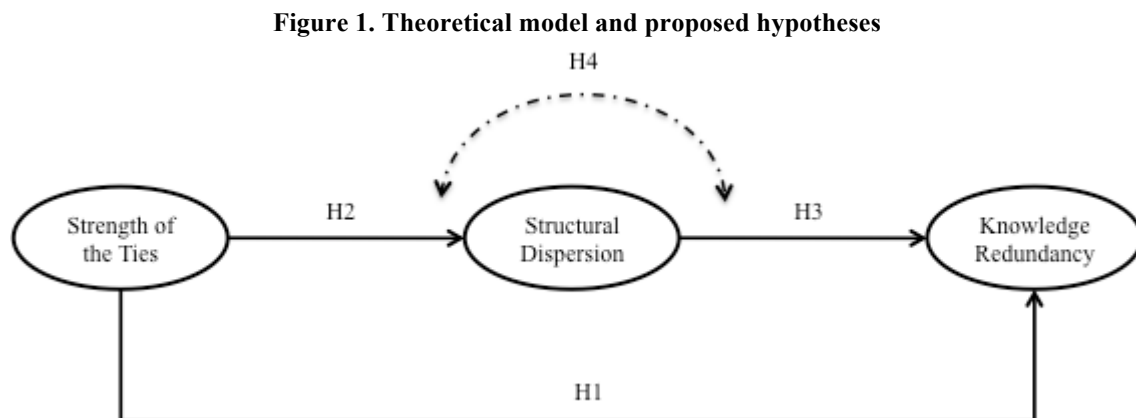 Figure 1. Theoretical model and proposed hypotheses
H4
Strength of
the Ties
H2
Structural
Dispersion
H3
Knowledge
Redundancy
H1